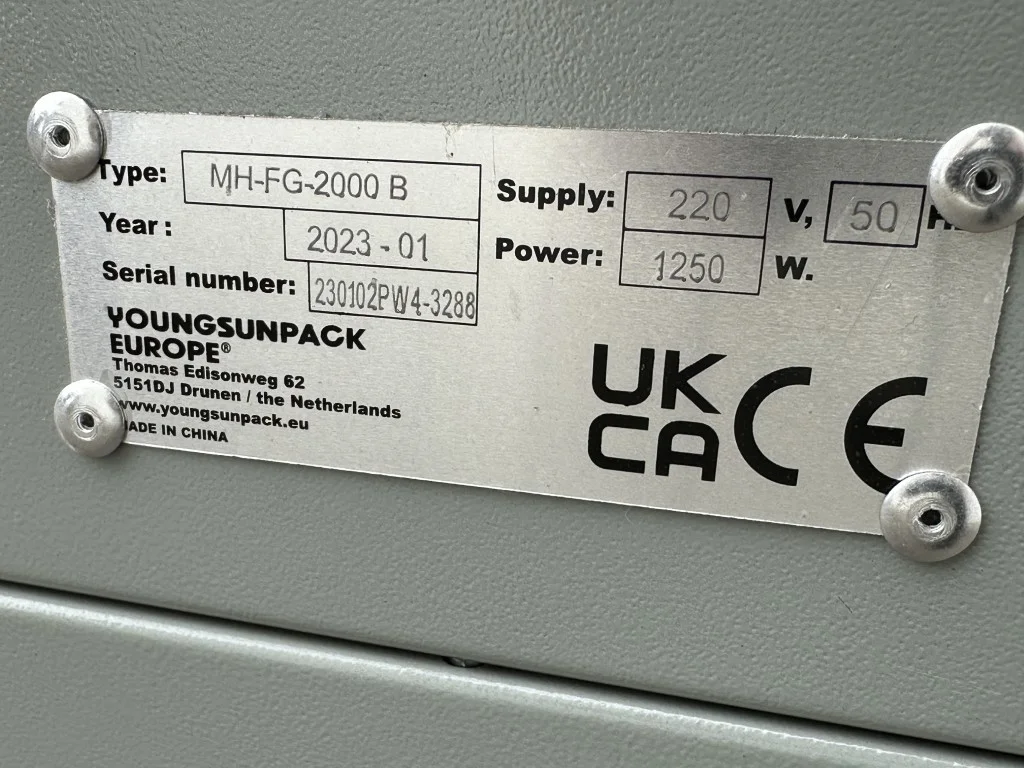 Type: MH-FG-2000 B
Year : 2023 - 01
Serial number: 230102PW4-3288
Supply: 220 V, 50
Power: 1250 W.
YOUNGSUNPACK
EUROPE®
Thomas Edisonweg 62
5151DJ Drunen / the Netherlands
www.youngsunpack.eu
MADE IN CHINA
UK
CA
CE